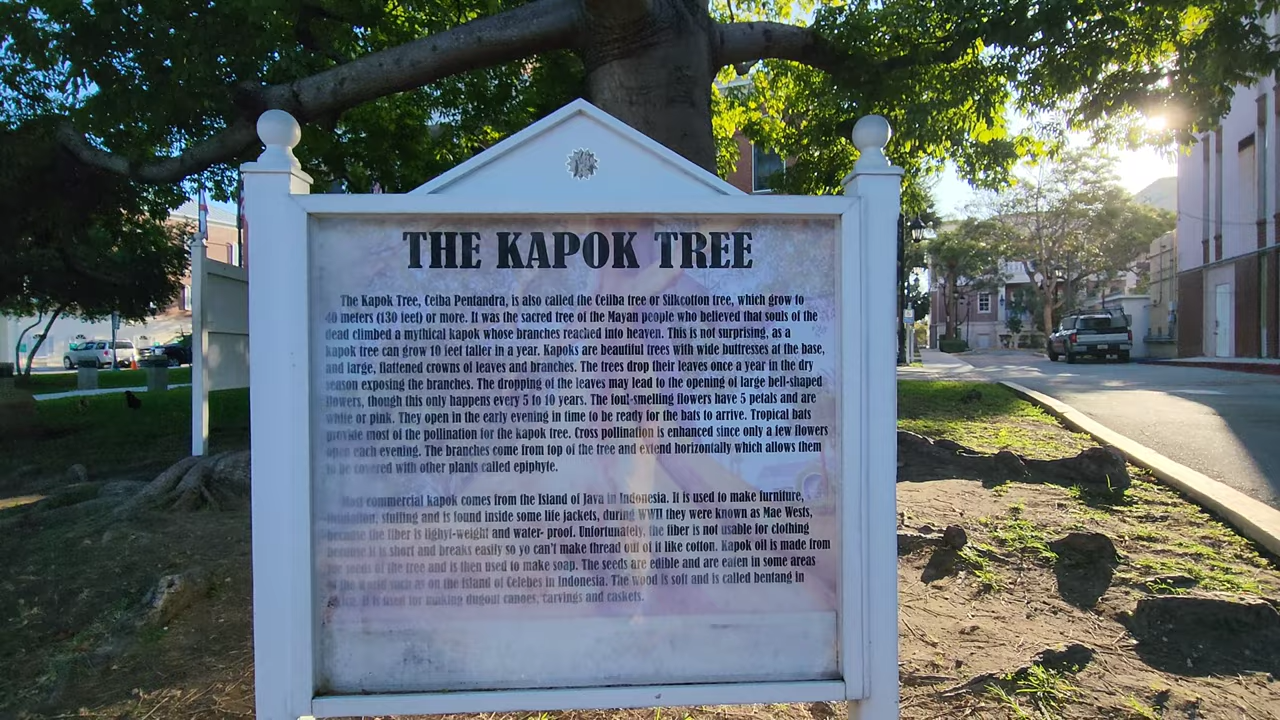 THE KAPOK TREE
The Kapok Tree, Ceiba Pentandra, is also called the Ceilba tree or Silkcotton tree, which grow to
40 meters (130 feet) or more. It was the sacred tree of the Mayan people who believed that souls of the
dead climbed a mythical kapok whose branches reached into heaven. This is not surprising, as a
kapok tree can grow 10 feet taller in a year. Kapoks are beautiful trees with wide buttresses at the base,
and large, flattened crowns of leaves and branches. The trees drop their leaves once a year in the dry
season exposing the branches. The dropping of the leaves may lead to the opening of large bell-shaped
flowers, though this only happens every 5 to 10 years. The foul-smelling flowers have 5 petals and are
white or pink. They open in the early evening in time to be ready for the bats to arrive. Tropical bats
provide most of the pollination for the kapok tree. Cross pollination is enhanced since only a few flowers
open each evening. The branches come from top of the tree and extend horizontally which allows them
to be covered with other plants called epiphyte.
Most commercial kapok comes from the Island of Java in Indonesia. It is used to make furniture,
insulation, stuffing and is found inside some life jackets, during WWII they were known as Mae Wests,
because the fiber is lighyt-weight and water- proof. Unfortunately, the fiber is not usable for clothing
because it is short and breaks easily so yo can't make thread out of it like cotton. Kapok oil is made from
the seeds of the tree and is then used to make soap. The seeds are edible and are eaten in some areas
of the world such as on the island of Celebes in Indonesia. The wood is soft and is called bentang in
Africa. It is used for making dugout canoes, carvings and caskets.